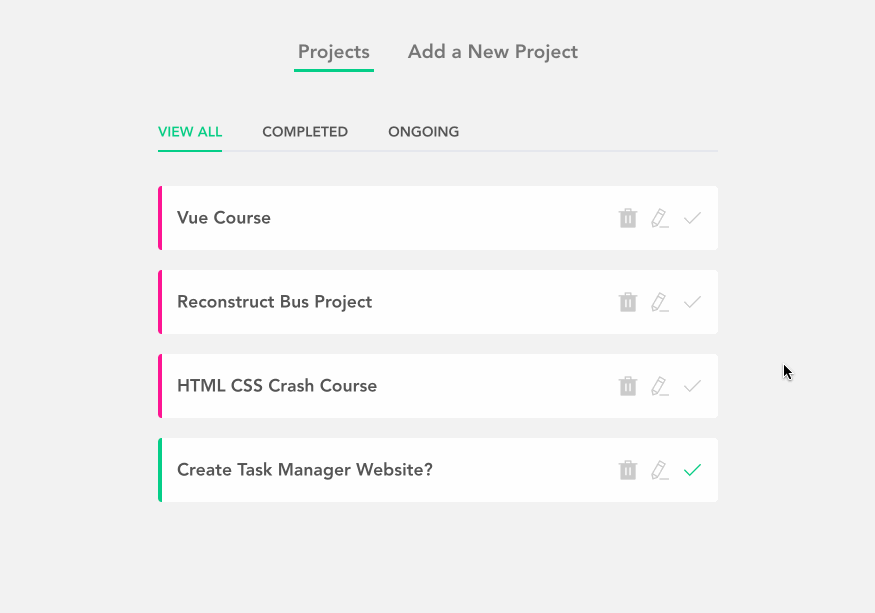 Projects Add a New Project
VIEW ALL COMPLETED ONGOING
Vue Course
Reconstruct Bus Project
HTML CSS Crash Course
Create Task Manager Website?